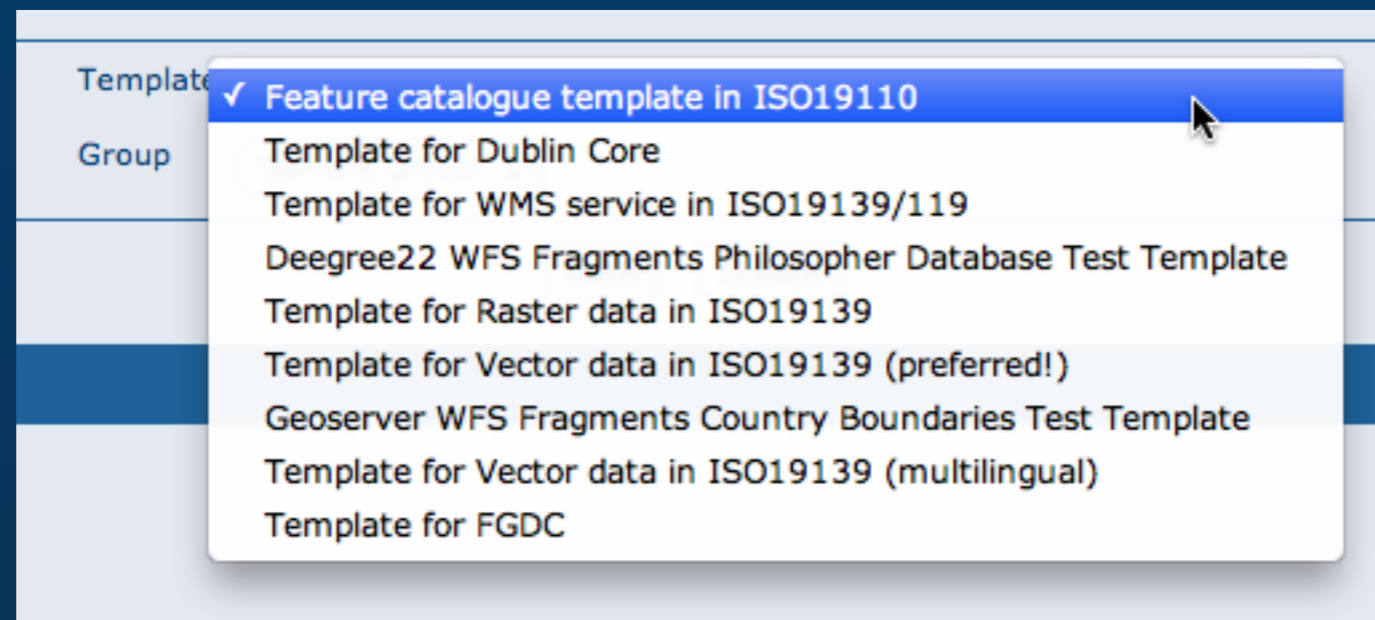 Template
✓ Feature catalogue template in ISO19110
Group
Template for Dublin Core
Template for WMS service in ISO19139/119
Deegree22 WFS Fragments Philosopher Database Test Template
Template for Raster data in ISO19139
Template for Vector data in ISO19139 (preferred!)
Geoserver WFS Fragments Country Boundaries Test Template
Template for Vector data in ISO19139 (multilingual)
Template for FGDC